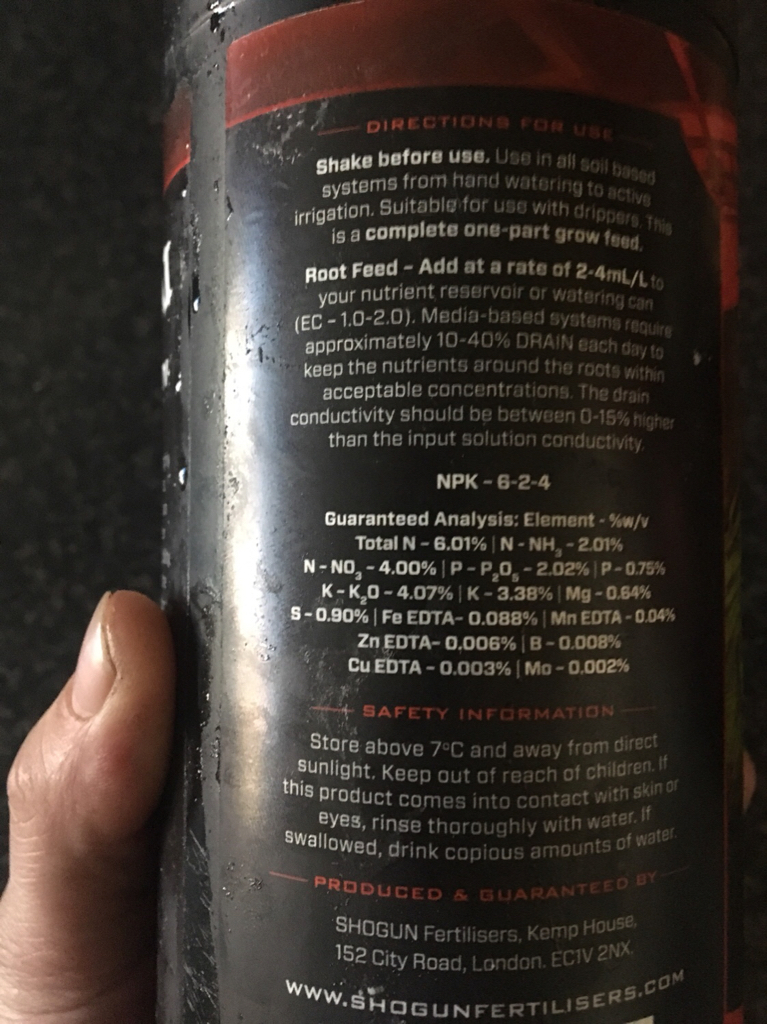 DIRECTIONS FOR USE
Shake before use. Use in all soil based
systems from hand watering to active
irrigation. Suitable for use with drippers. This
is a complete one-part grow feed.
Root Feed - Add at a rate of 2-4mL/L to
your nutrient reservoir or watering can
(EC - 1.0-2.0). Media-based systems require
approximately 10-40% DRAIN each day to
keep the nutrients around the roots within
acceptable concentrations. The drain
conductivity should be between 0-15% higher
than the input solution conductivity.
NPK - 6-2-4
Guaranteed Analysis: Element - %w/v
Total N - 6.01% | N - NH₃ - 2.01%
N - NO₃ - 4.00% | P - P₂O₅ - 2.02% | P - 0.75%
K - K₂O - 4.07% | K - 3.38% | Mg - 0.64%
S - 0.90% | Fe EDTA- 0.088% | Mn EDTA - 0.04%
Zn EDTA- 0.006% | B - 0.008%
Cu EDTA - 0.003% | Mo - 0.002%
SAFETY INFORMATION
Store above 7°C and away from direct
sunlight. Keep out of reach of children. If
this product comes into contact with skin or
eyes, rinse thoroughly with water. If
swallowed, drink copious amounts of water.
PRODUCED & GUARANTEED BY
SHOGUN Fertilisers, Kemp House,
152 City Road, London. EC1V 2NX.
WWW.SHOGUNFERTILISERS.COM